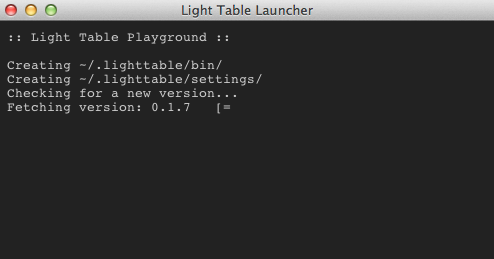 Light Table Launcher
:: Light Table Playground ::
Creating ~/.lighttable/bin/
Creating ~/.lighttable/settings/
Checking for a new version...
Fetching version: 0.1.7   [=